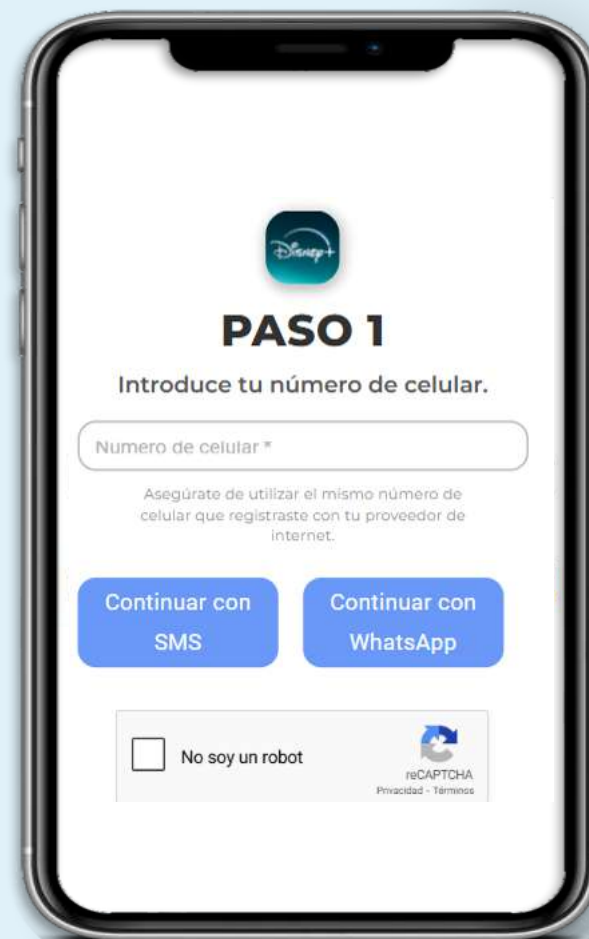 Disney+
PASO 1
Introduce tu número de celular.
Numero de celular *
Asegúrate de utilizar el mismo número de
celular que registraste con tu proveedor de
internet.
Continuar con
SMS
Continuar con
WhatsApp
No soy un robot
reCAPTCHA
Privacidad - Términos